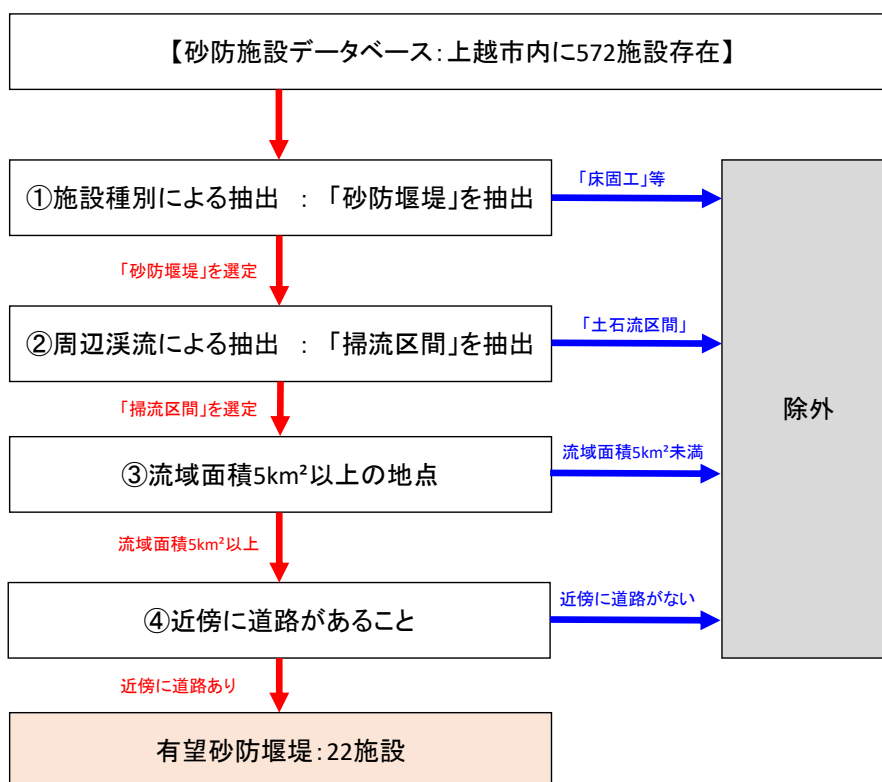 【砂防施設データベース:上越市内に572施設存在】
①施設種別による抽出 : 「砂防堰堤」を抽出
「床固工」等
「砂防堰堤」を選定
②周辺渓流による抽出 : 「掃流区間」を抽出
「土石流区間」
除外
「掃流区間」を選定
③流域面積5km²以上の地点
流域面積5km²未満
流域面積5km²以上
④近傍に道路があること
近傍に道路がない
近傍に道路あり
有望砂防堰堤:22施設